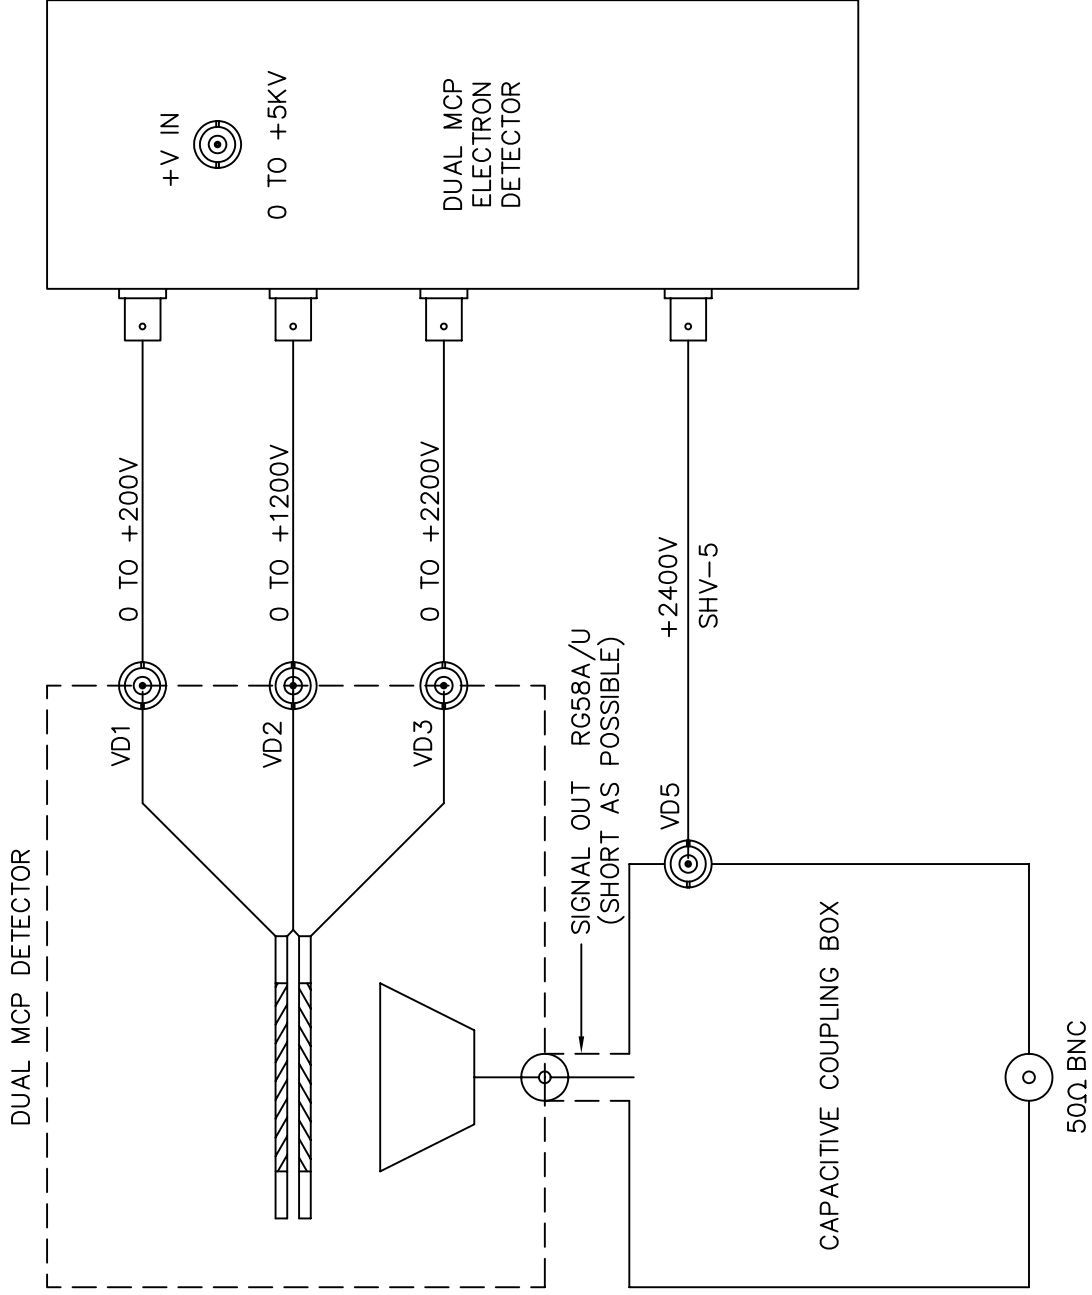 +V IN
0 TO +5KV
DUAL MCP
ELECTRON
DETECTOR
0 TO +200V
0 TO +1200V
0 TO +2200V
+2400V
SHV-5
DUAL MCP DETECTOR
VD1
VD2
VD3
SIGNAL OUT RG58A/U
(SHORT AS POSSIBLE)
VD5
CAPACITIVE COUPLING BOX
50Ω BNC